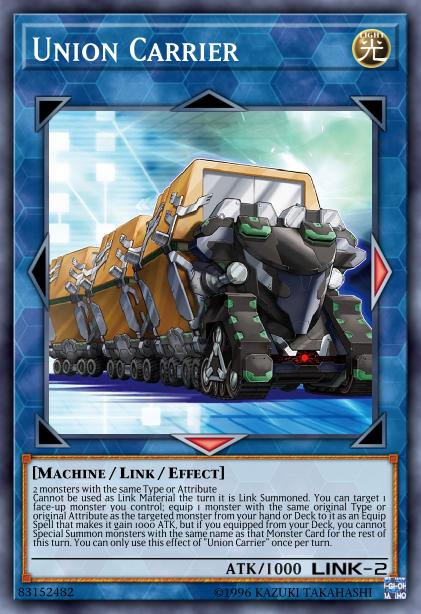 UNION CARRIER
LIGHT
光
[MACHINE / LINK / EFFECT]
2 monsters with the same Type or Attribute
Cannot be used as Link Material the turn it is Link Summoned. You can target 1
face-up monster you control; equip 1 monster with the same original Type or
original Attribute as the targeted monster from your hand or Deck to it as an Equip
Spell that makes it gain 1000 ATK, but if you equipped from your Deck, you cannot
Special Summon monsters with the same name as that Monster Card for the rest of
this turn. You can only use this effect of "Union Carrier" once per turn.
ATK/1000 LINK-2
83152482 ©1996 KAZUKI TAKAHASHI